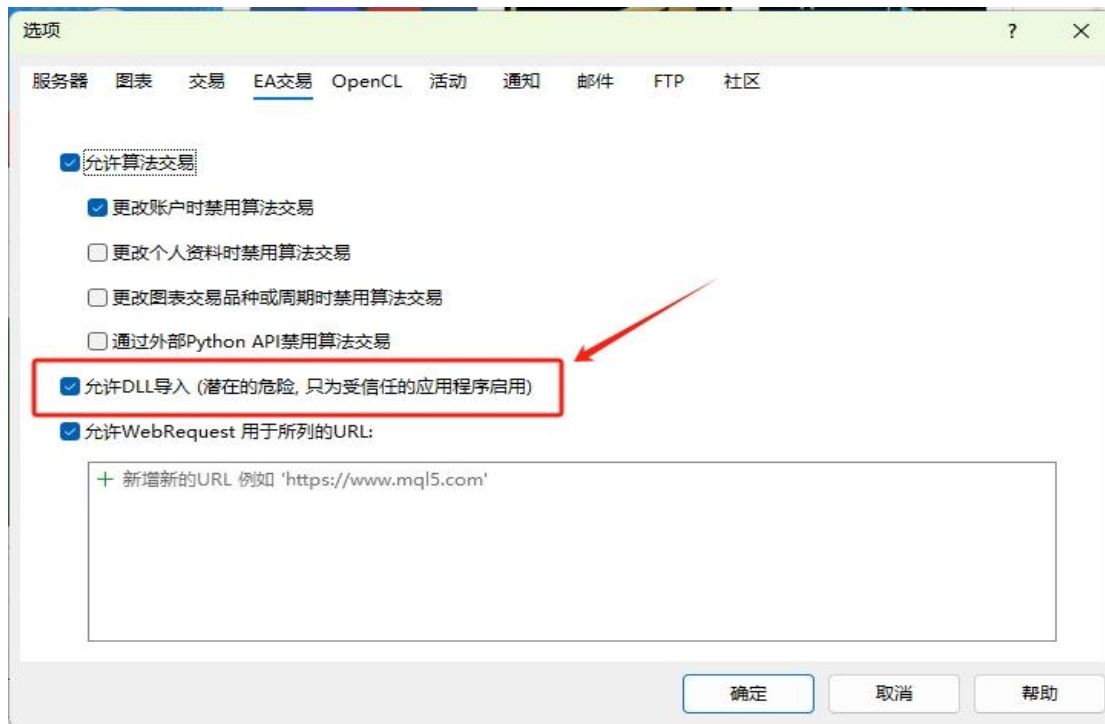 选项
服务器 图表 交易 EA交易 OpenCL 活动 通知 邮件 FTP 社区
允许算法交易
更改账户时禁用算法交易
更改个人资料时禁用算法交易
更改图表交易品种或周期时禁用算法交易
通过外部Python API禁用算法交易
允许DLL导入 (潜在的危险, 只为受信任的应用程序启用)
允许WebRequest 用于所列的URL:
新增新的URL 例如 'https://www.mql5.com'
确定 取消 帮助